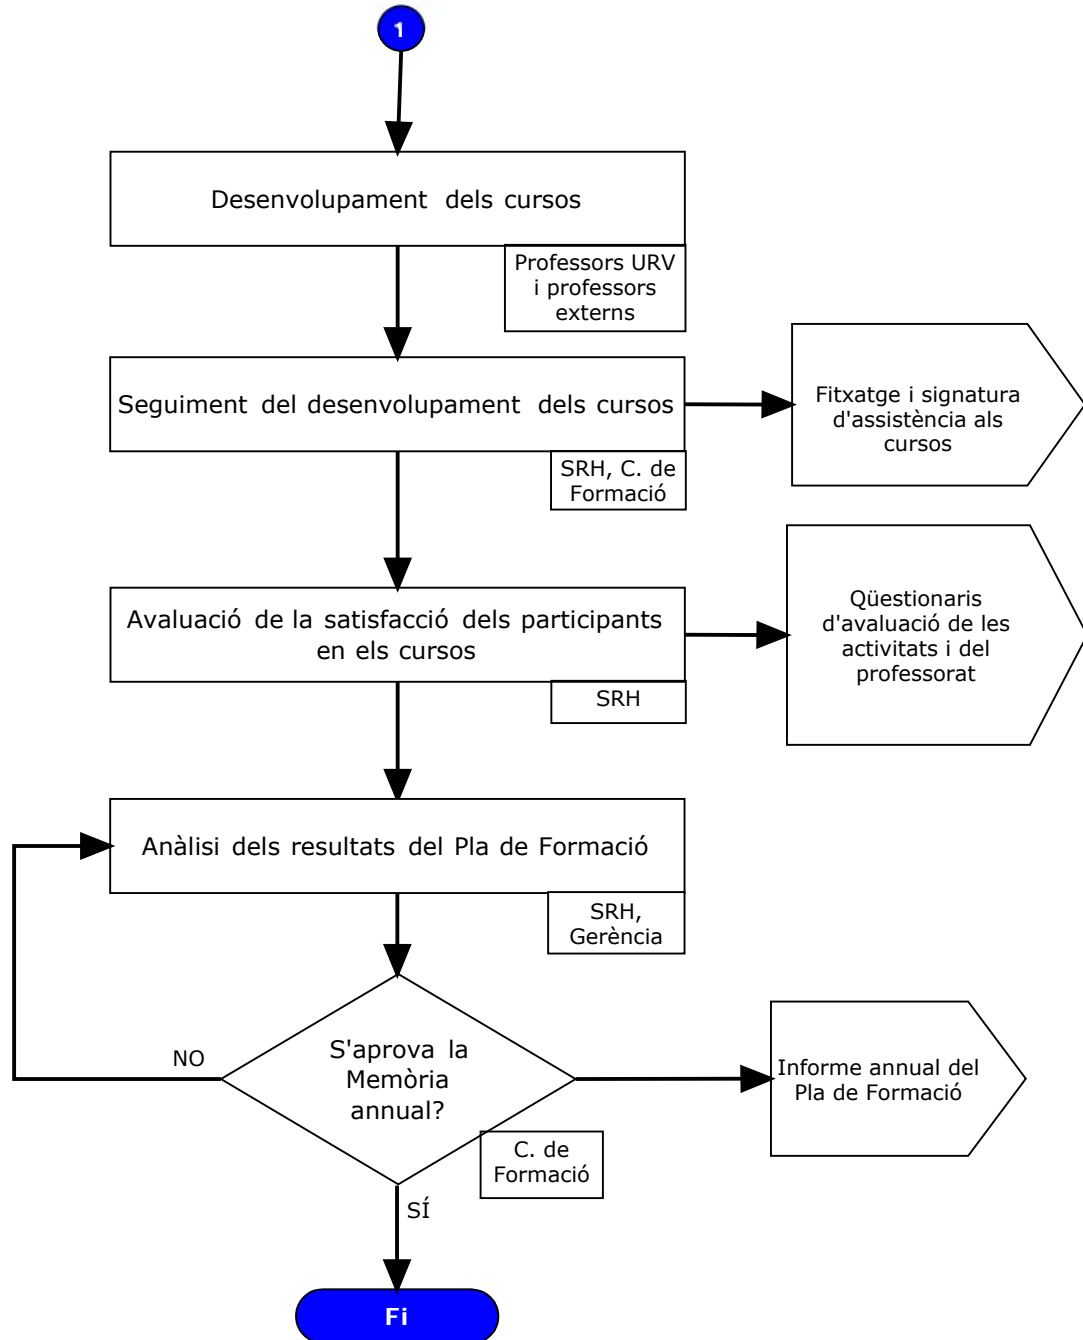 1
Desenvolupament dels cursos
Professors URV
i professors
externs
Seguiment del desenvolupament dels cursos
SRH, C. de
Formació
Fitxatge i signatura
d'assistència als
cursos
Avaluació de la satisfacció dels participants
en els cursos
SRH
Qüestionaris
d'avaluació de les
activitats i del
professorat
Anàlisi dels resultats del Pla de Formació
SRH,
Gerència
S'aprova la
Memòria
annual?
NO
C. de
Formació
Informe annual del
Pla de Formació
SÍ
Fi